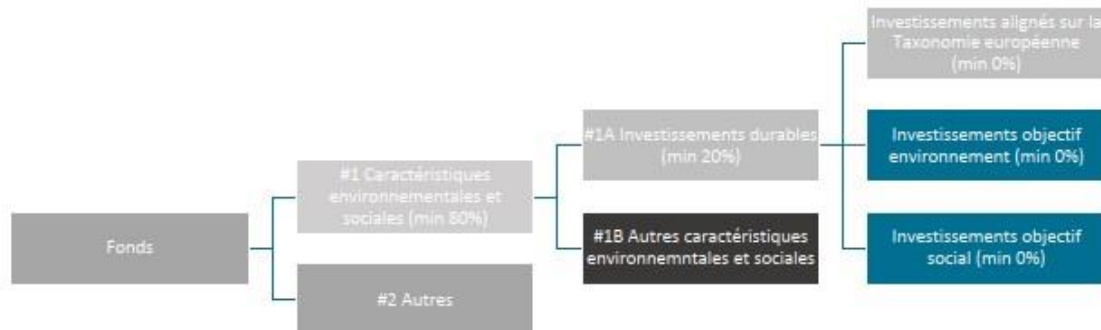 Investissements alignés sur la
Taxonomie européenne
(min 0%)
#1A Investissements durables
(min 20%)
Investissements objectif
environnement (min 0%)
#1 Caractéristiques
environnementales et
sociales (min 80%)
Fonds
#1B Autres caractéristiques
environnemntales et sociales
Investissements objectif
social (min 0%)
#2 Autres